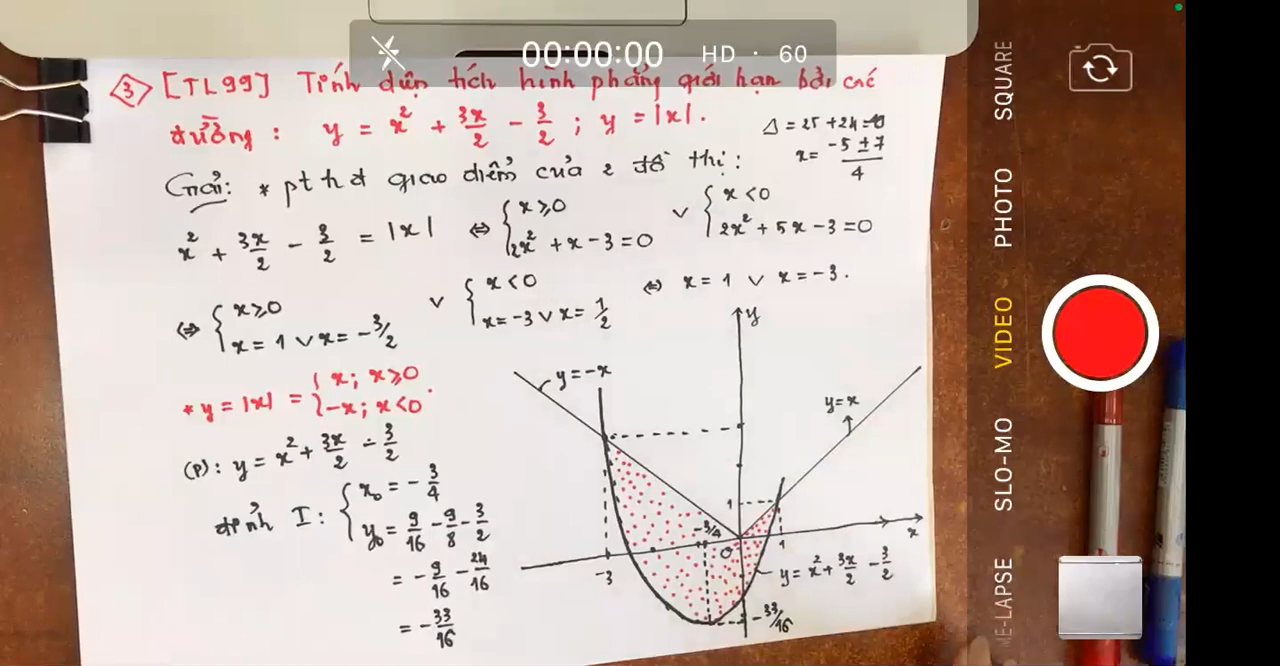 00:00:00 HD · 60
③ [TL99] Tính diện tích hình phẳng giới hạn bởi các
đường: y = x² + 3x/2 - 3/2 ; y = |x|.
Δ = 25 + 24 = 49
x = (-5 ± 7)/4
Giải: * pt hđ giao điểm của 2 đồ thị:
x² + 3x/2 - 3/2 = |x| ⇔ { x ≥ 0 ; 2x² + x - 3 = 0 ∨ { x < 0 ; 2x² + 5x - 3 = 0
⇔ { x ≥ 0 ; x = 1 ∨ x = -3/2 ∨ { x < 0 ; x = -3 ∨ x = 1/2 ⇔ x = 1 ∨ x = -3.
* y = |x| = { x ; x ≥ 0 ; -x ; x < 0 .
(P): y = x² + 3x/2 - 3/2
đỉnh I: { x₀ = -3/4
y₀ = 9/16 - 9/8 - 3/2
= -9/16 - 24/16
= -33/16
y
y = -x
y = x
1
-3/4
O
1
x
-3
y = x² + 3x/2 - 3/2
-33/16
SQUARE
PHOTO
VIDEO
SLO-MO
ME-LAPSE